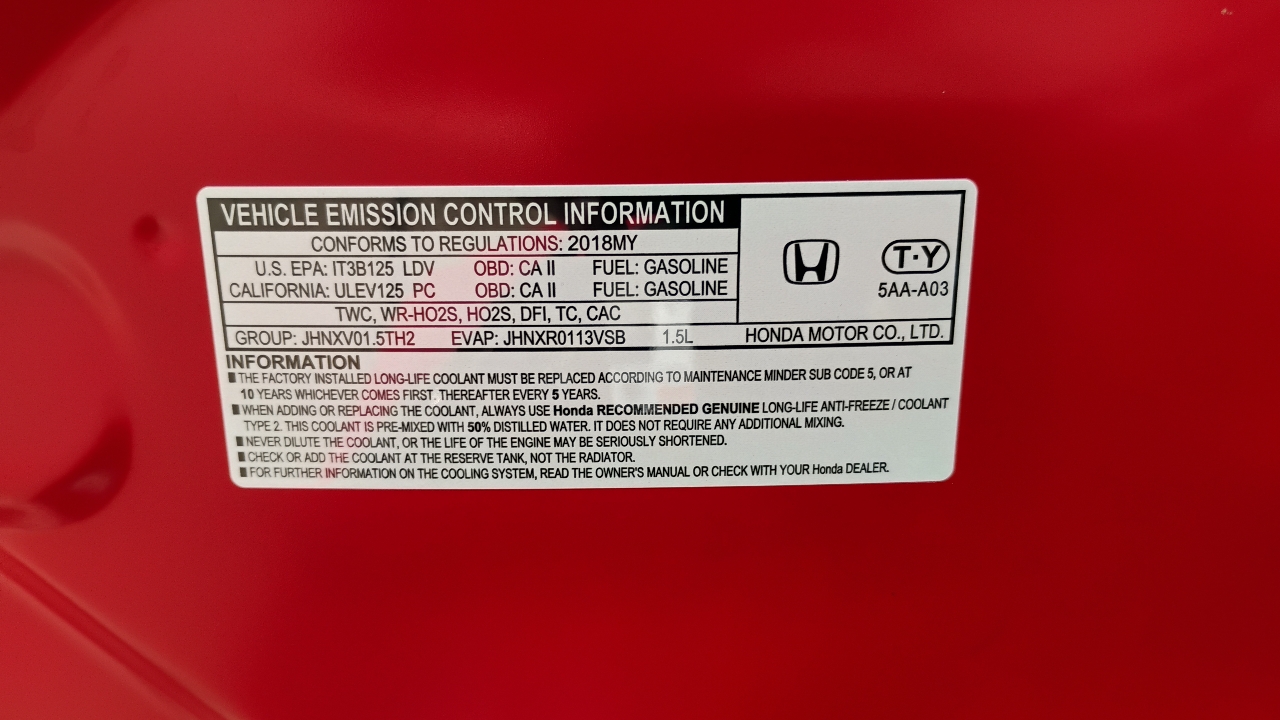 VEHICLE EMISSION CONTROL INFORMATION
CONFORMS TO REGULATIONS: 2018MY
U.S. EPA: IT3B125 LDV OBD: CA II FUEL: GASOLINE
CALIFORNIA: ULEV125 PC OBD: CA II FUEL: GASOLINE
TWC, WR-HO2S, HO2S, DFI, TC, CAC
GROUP: JHNXV01.5TH2 EVAP: JHNXR0113VSB 1.5L
T·Y
5AA-A03
HONDA MOTOR CO., LTD.
INFORMATION
■ THE FACTORY INSTALLED LONG-LIFE COOLANT MUST BE REPLACED ACCORDING TO MAINTENANCE MINDER SUB CODE 5, OR AT
10 YEARS WHICHEVER COMES FIRST. THEREAFTER EVERY 5 YEARS.
■ WHEN ADDING OR REPLACING THE COOLANT, ALWAYS USE Honda RECOMMENDED GENUINE LONG-LIFE ANTI-FREEZE / COOLANT
TYPE 2. THIS COOLANT IS PRE-MIXED WITH 50% DISTILLED WATER. IT DOES NOT REQUIRE ANY ADDITIONAL MIXING.
■ NEVER DILUTE THE COOLANT, OR THE LIFE OF THE ENGINE MAY BE SERIOUSLY SHORTENED.
■ CHECK OR ADD THE COOLANT AT THE RESERVE TANK, NOT THE RADIATOR.
■ FOR FURTHER INFORMATION ON THE COOLING SYSTEM, READ THE OWNER'S MANUAL OR CHECK WITH YOUR Honda DEALER.